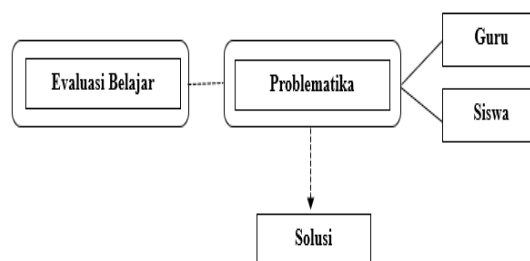 Guru
Evaluasi Belajar
Problematika
Siswa
Solusi